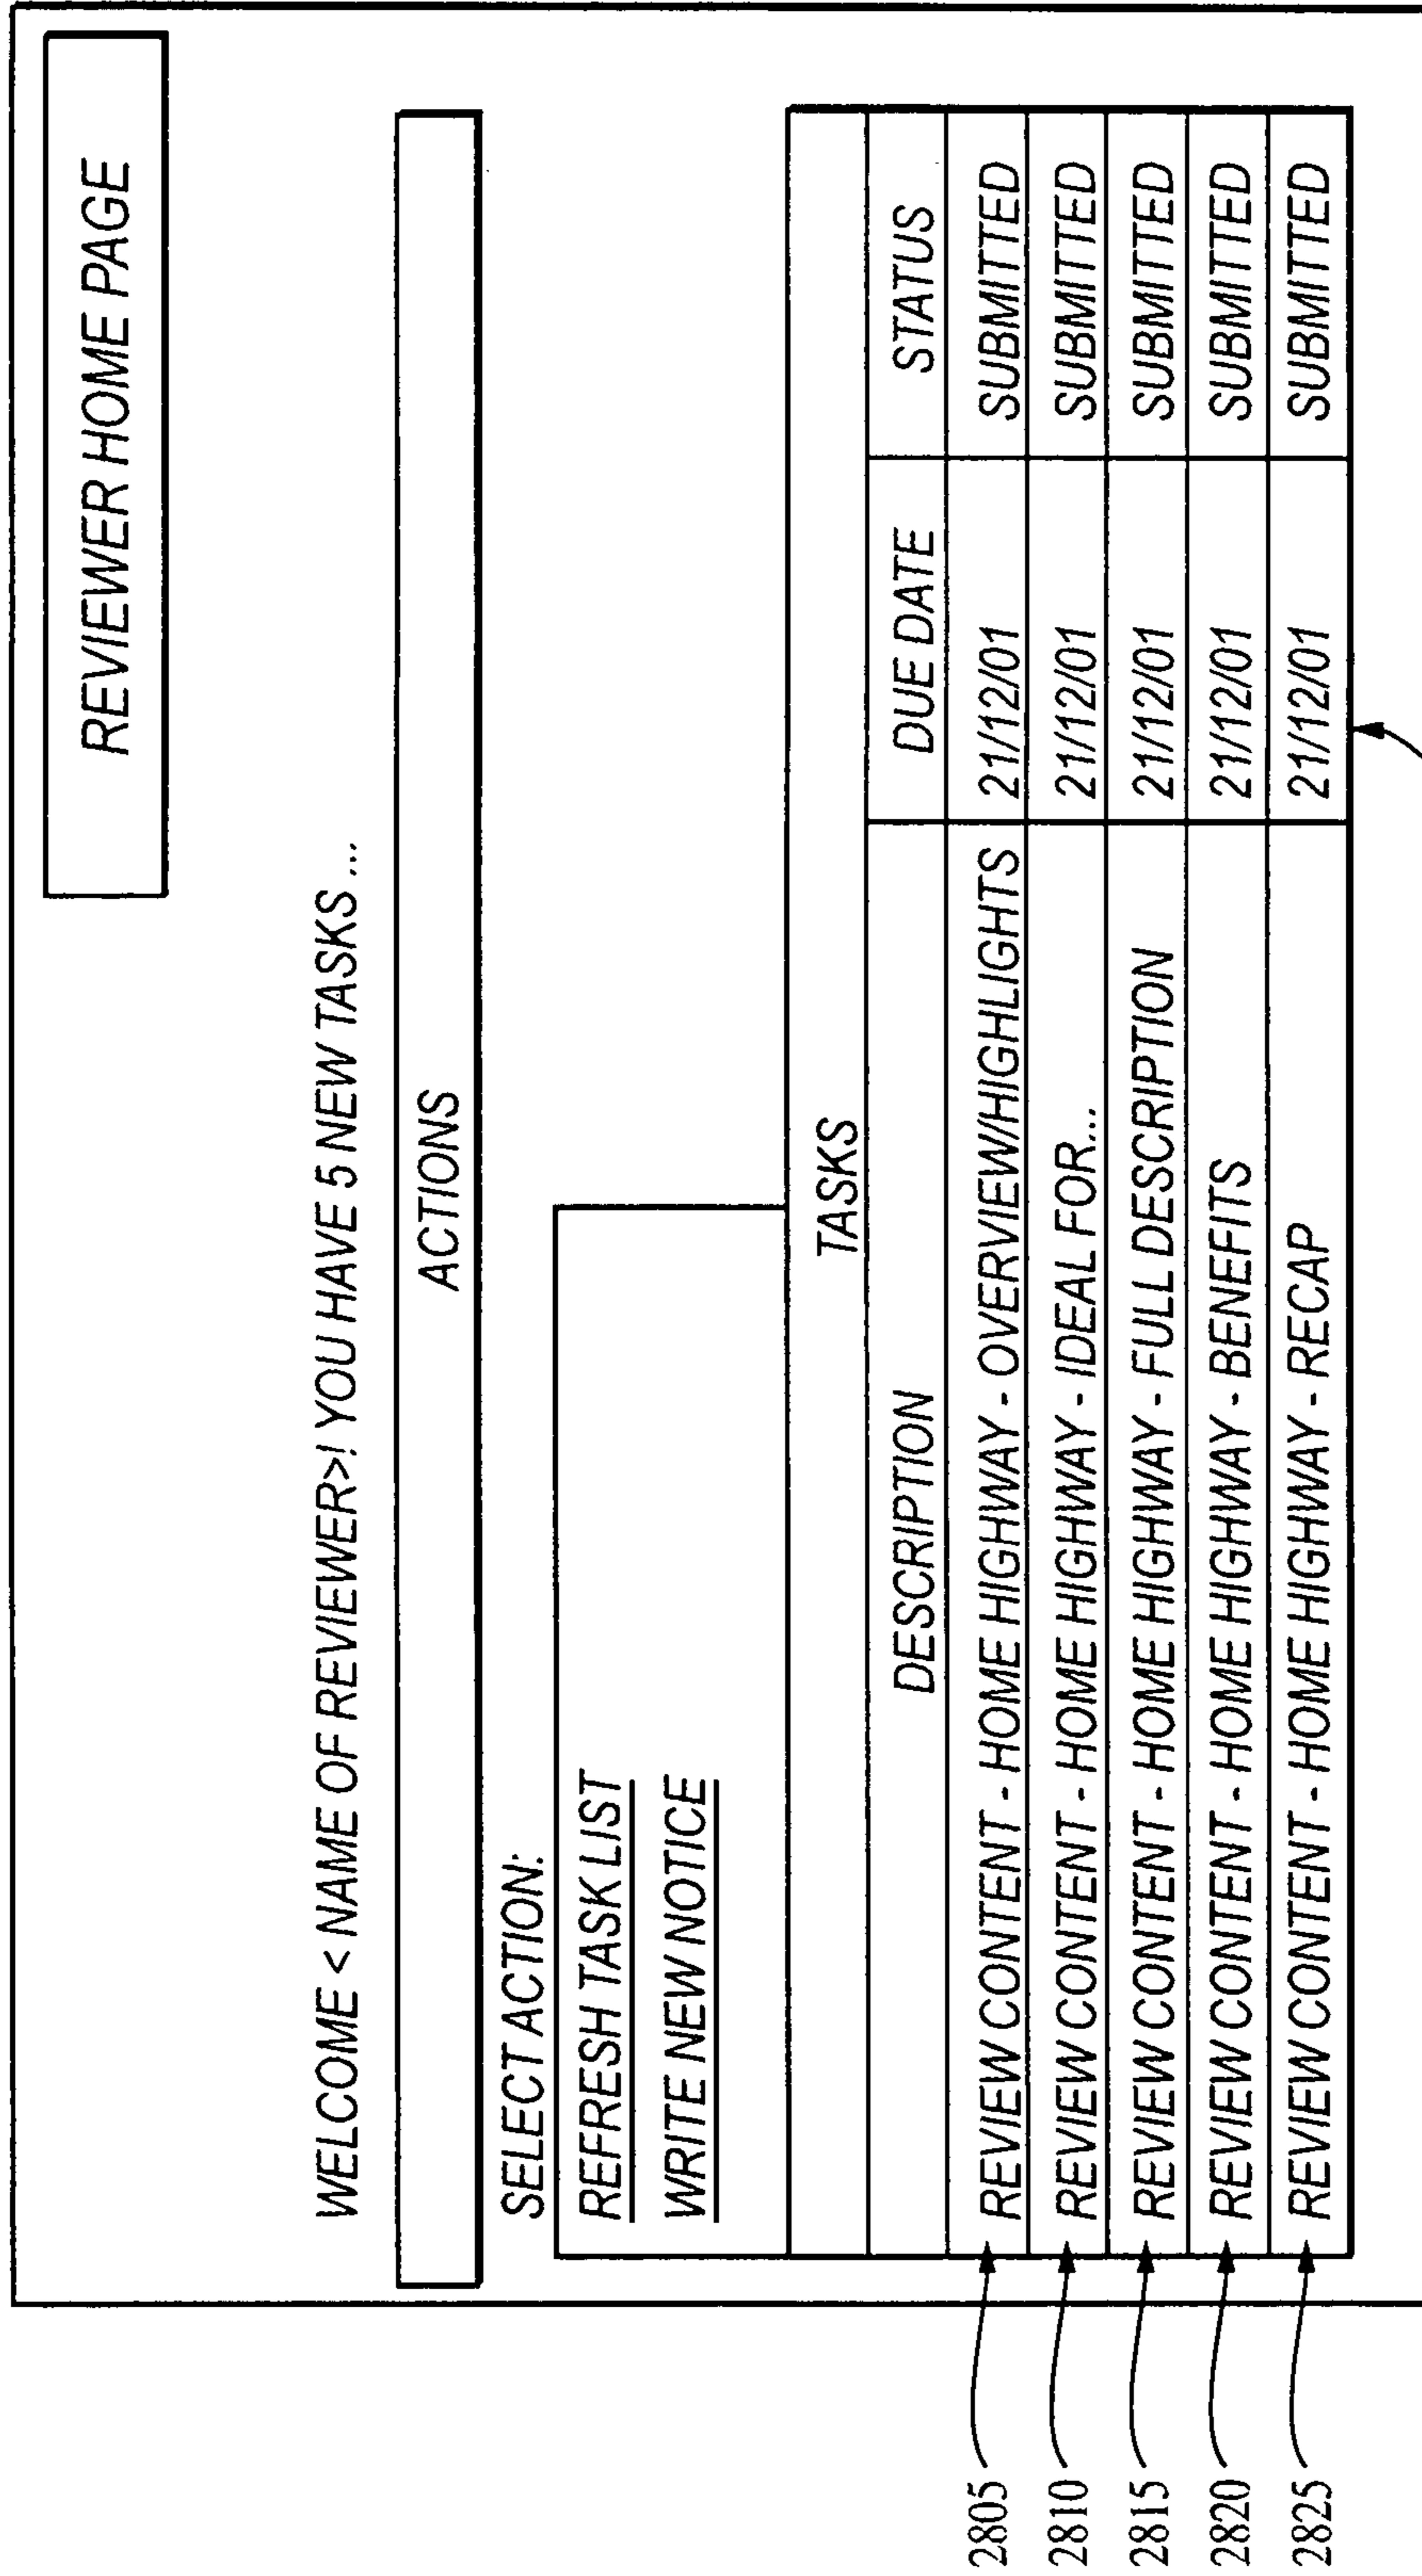 REVIEWER HOME PAGE
WELCOME < NAME OF REVIEWER>! YOU HAVE 5 NEW TASKS ...
ACTIONS
SELECT ACTION:
REFRESH TASK LIST
WRITE NEW NOTICE
TASKS
DESCRIPTION DUE DATE STATUS
2805 REVIEW CONTENT - HOME HIGHWAY - OVERVIEW/HIGHLIGHTS 21/12/01 SUBMITTED
2810 REVIEW CONTENT - HOME HIGHWAY - IDEAL FOR... 21/12/01 SUBMITTED
2815 REVIEW CONTENT - HOME HIGHWAY - FULL DESCRIPTION 21/12/01 SUBMITTED
2820 REVIEW CONTENT - HOME HIGHWAY - BENEFITS 21/12/01 SUBMITTED
2825 REVIEW CONTENT - HOME HIGHWAY - RECAP 21/12/01 SUBMITTED